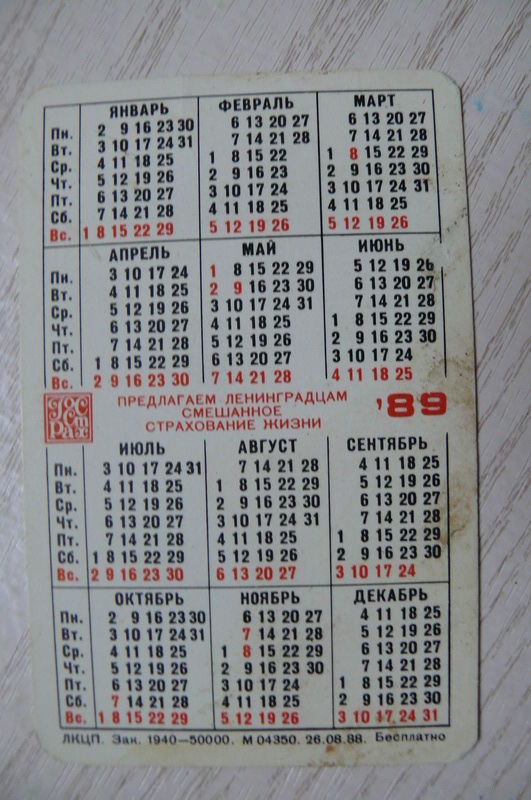 ЯНВАРЬ ФЕВРАЛЬ МАРТ
Пн. 2 9 16 23 30 6 13 20 27 6 13 20 27
Вт. 3 10 17 24 31 7 14 21 28 7 14 21 28
Ср. 4 11 18 25 1 8 15 22 1 8 15 22 29
Чт. 5 12 19 26 2 9 16 23 2 9 16 23 30
Пт. 6 13 20 27 3 10 17 24 3 10 17 24 31
Сб. 7 14 21 28 4 11 18 25 4 11 18 25
Вс. 1 8 15 22 29 5 12 19 26 5 12 19 26
АПРЕЛЬ МАЙ ИЮНЬ
Пн. 3 10 17 24 1 8 15 22 29 5 12 19 26
Вт. 4 11 18 25 2 9 16 23 30 6 13 20 27
Ср. 5 12 19 26 3 10 17 24 31 7 14 21 28
Чт. 6 13 20 27 4 11 18 25 1 8 15 22 29
Пт. 7 14 21 28 5 12 19 26 2 9 16 23 30
Сб. 1 8 15 22 29 6 13 20 27 3 10 17 24
Вс. 2 9 16 23 30 7 14 21 28 4 11 18 25
ГОССТРАХ
ПРЕДЛАГАЕМ ЛЕНИНГРАДЦАМ
СМЕШАННОЕ
СТРАХОВАНИЕ ЖИЗНИ
'89
ИЮЛЬ АВГУСТ СЕНТЯБРЬ
Пн. 3 10 17 24 31 7 14 21 28 4 11 18 25
Вт. 4 11 18 25 1 8 15 22 29 5 12 19 26
Ср. 5 12 19 26 2 9 16 23 30 6 13 20 27
Чт. 6 13 20 27 3 10 17 24 31 7 14 21 28
Пт. 7 14 21 28 4 11 18 25 1 8 15 22 29
Сб. 1 8 15 22 29 5 12 19 26 2 9 16 23 30
Вс. 2 9 16 23 30 6 13 20 27 3 10 17 24
ОКТЯБРЬ НОЯБРЬ ДЕКАБРЬ
Пн. 2 9 16 23 30 6 13 20 27 4 11 18 25
Вт. 3 10 17 24 31 7 14 21 28 5 12 19 26
Ср. 4 11 18 25 1 8 15 22 29 6 13 20 27
Чт. 5 12 19 26 2 9 16 23 30 7 14 21 28
Пт. 6 13 20 27 3 10 17 24 1 8 15 22 29
Сб. 7 14 21 28 4 11 18 25 2 9 16 23 30
Вс. 1 8 15 22 29 5 12 19 26 3 10 17 24 31
ЛКЦП. Зак. 1940—50000. М 04350. 26.08.88. Бесплатно